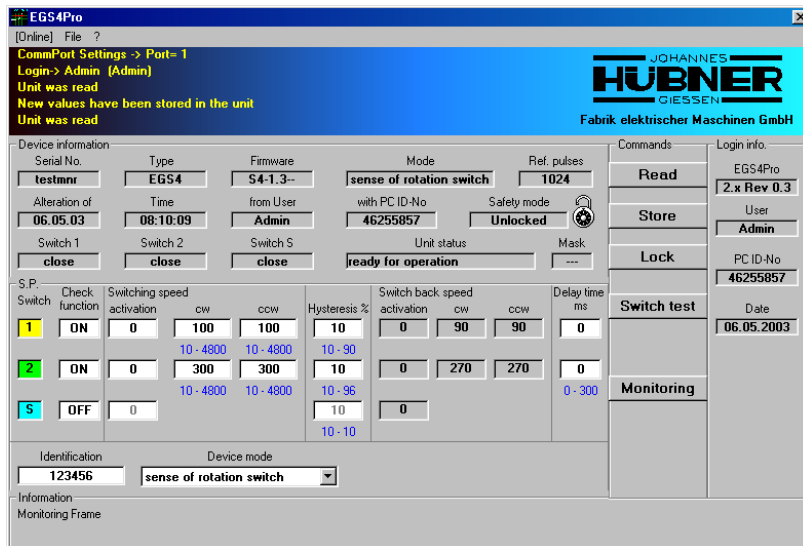 EGS4Pro
[Online] File ?
CommPort Settings -> Port= 1
Login-> Admin (Admin)
Unit was read
New values have been stored in the unit
Unit was read
JOHANNES
HÜBNER
GIESSEN
Fabrik elektrischer Maschinen GmbH
Device information
Serial No. Type Firmware Mode Ref. pulses
testmnr EGS4 S4-1.3-- sense of rotation switch 1024
Alteration of Time from User with PC ID-No Safety mode
06.05.03 08:10:09 Admin 46255857 Unlocked
Switch 1 Switch 2 Switch S Unit status Mask
close close close ready for operation ---
Commands
Read
Store
Lock
Switch test
Monitoring
Login info.
EGS4Pro
2.x Rev 0.3
User
Admin
PC ID-No
46255857
Date
06.05.2003
S.P. Switch Check function Switching speed Hysteresis % Switch back speed Delay time ms
activation cw ccw activation cw ccw
1 ON 0 100 100 10 0 90 90 0
10 - 4800 10 - 4800 10 - 90
2 ON 0 300 300 10 0 270 270 0
10 - 4800 10 - 4800 10 - 96 0 - 300
S OFF 0 10 0
10 - 10
Identification Device mode
123456 sense of rotation switch
Information
Monitoring Frame